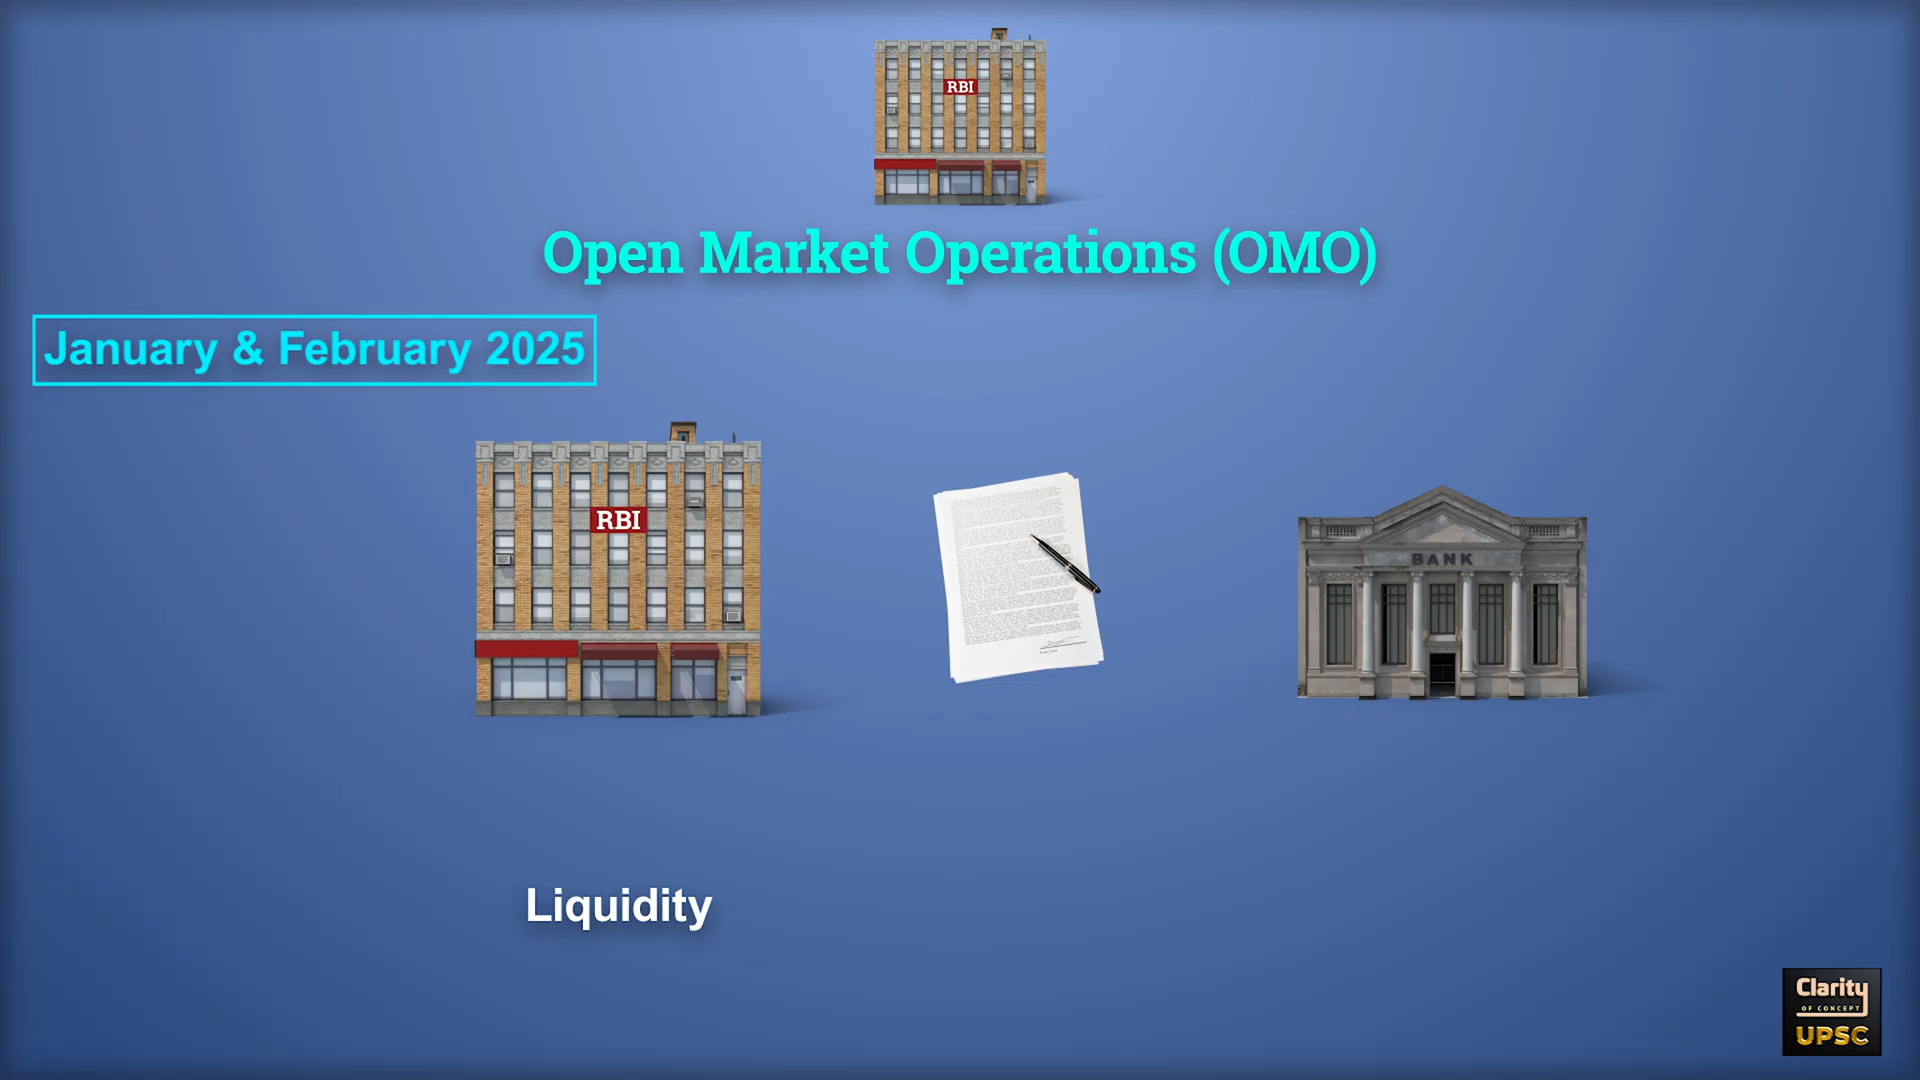 RBI
Open Market Operations (OMO)
January & February 2025
RBI
BANK
Liquidity
Clarity
OF CONCEPT
UPSC